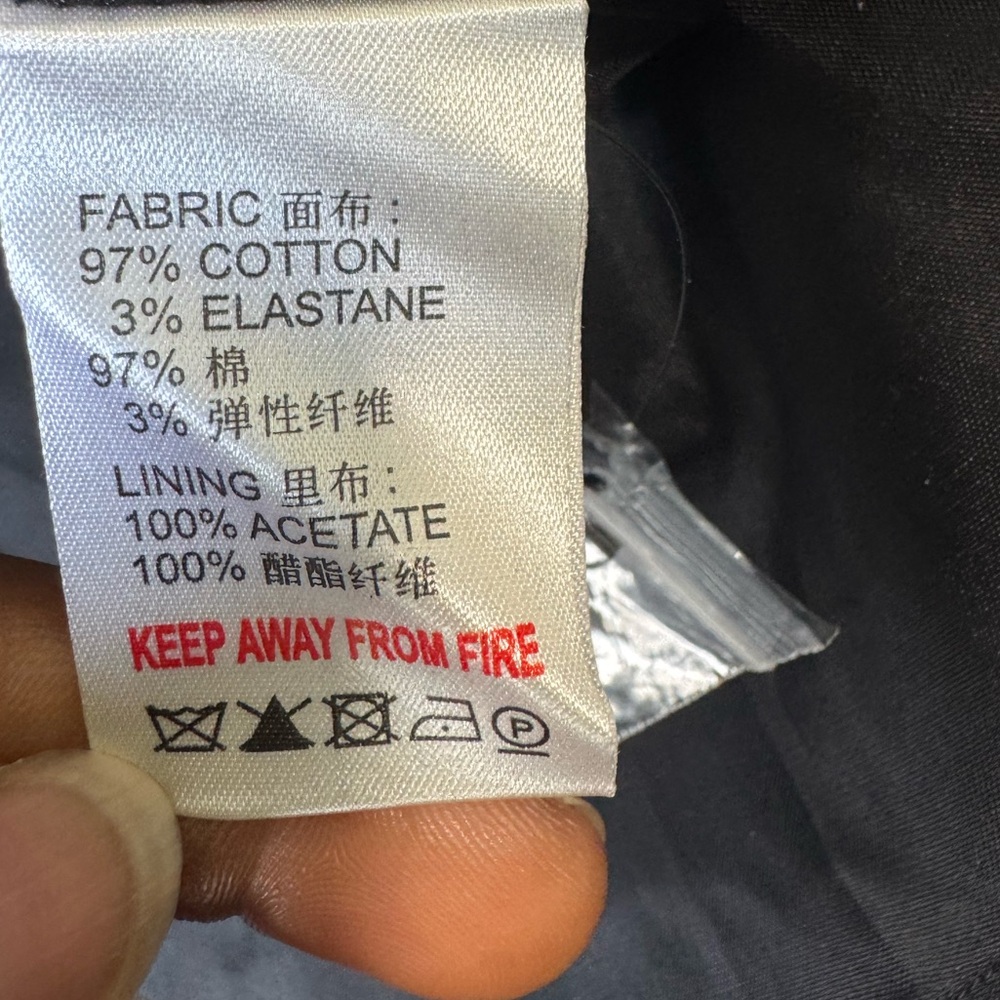 FABRIC 面布：
97% COTTON
3% ELASTANE
97% 棉
3% 弹性纤维
LINING 里布：
100% ACETATE
100% 醋酯纤维
KEEP AWAY FROM FIRE
P